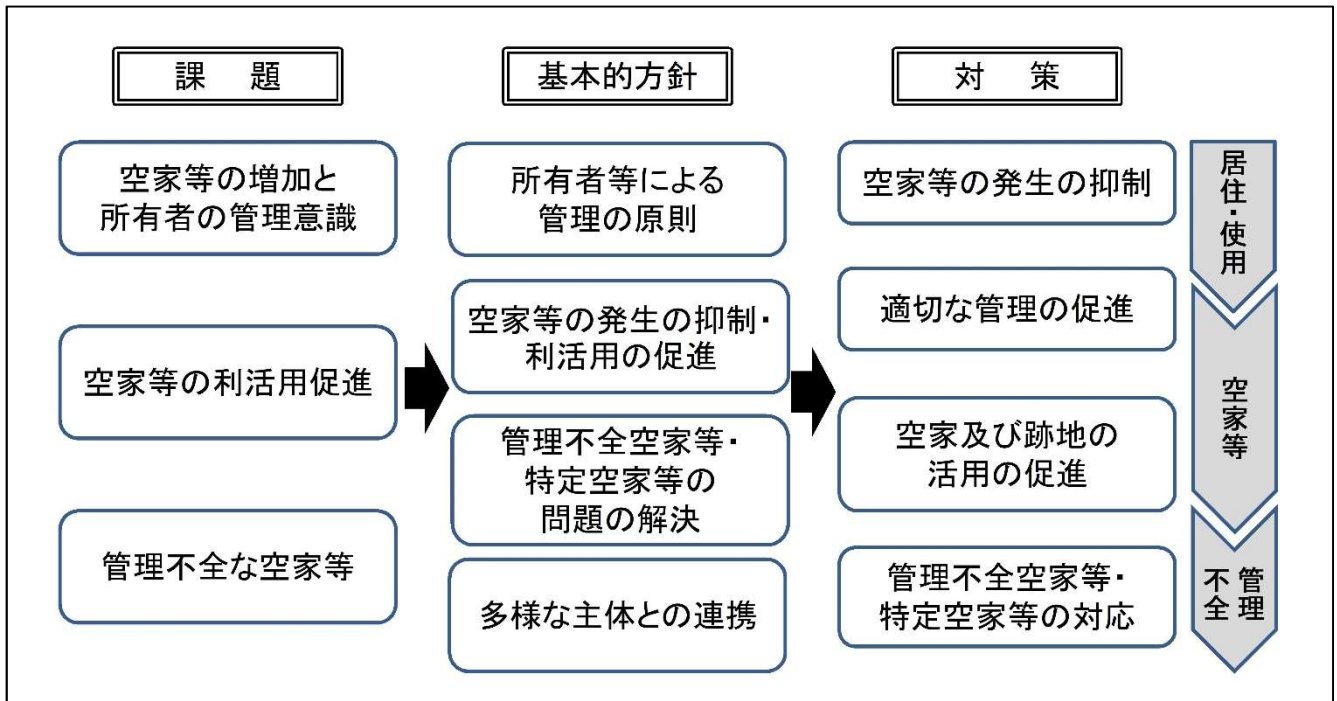 課　題
空家等の増加と
所有者の管理意識
空家等の利活用促進
管理不全な空家等
基本的方針
所有者等による
管理の原則
空家等の発生の抑制・
利活用の促進
管理不全空家等・
特定空家等の
問題の解決
多様な主体との連携
対　策
空家等の発生の抑制
適切な管理の促進
空家及び跡地の
活用の促進
管理不全空家等・
特定空家等の対応
居住・使用
空家等
管理
不全